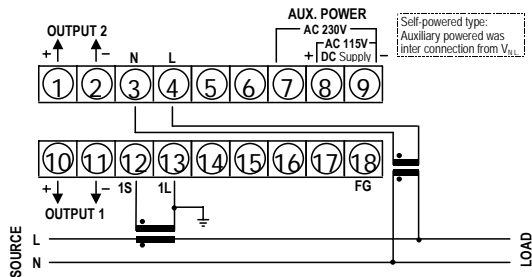 AUX. POWER
AC 230V
AC 115V
+ DC Supply −
Self-powered type:
Auxiliary powered was
inter connection from VNL
OUTPUT 2
+ −
N L
1 2 3 4 5 6 7 8 9
10 11 12 13 14 15 16 17 18
+ − 1S 1L FG
OUTPUT 1
SOURCE
L
N
LOAD